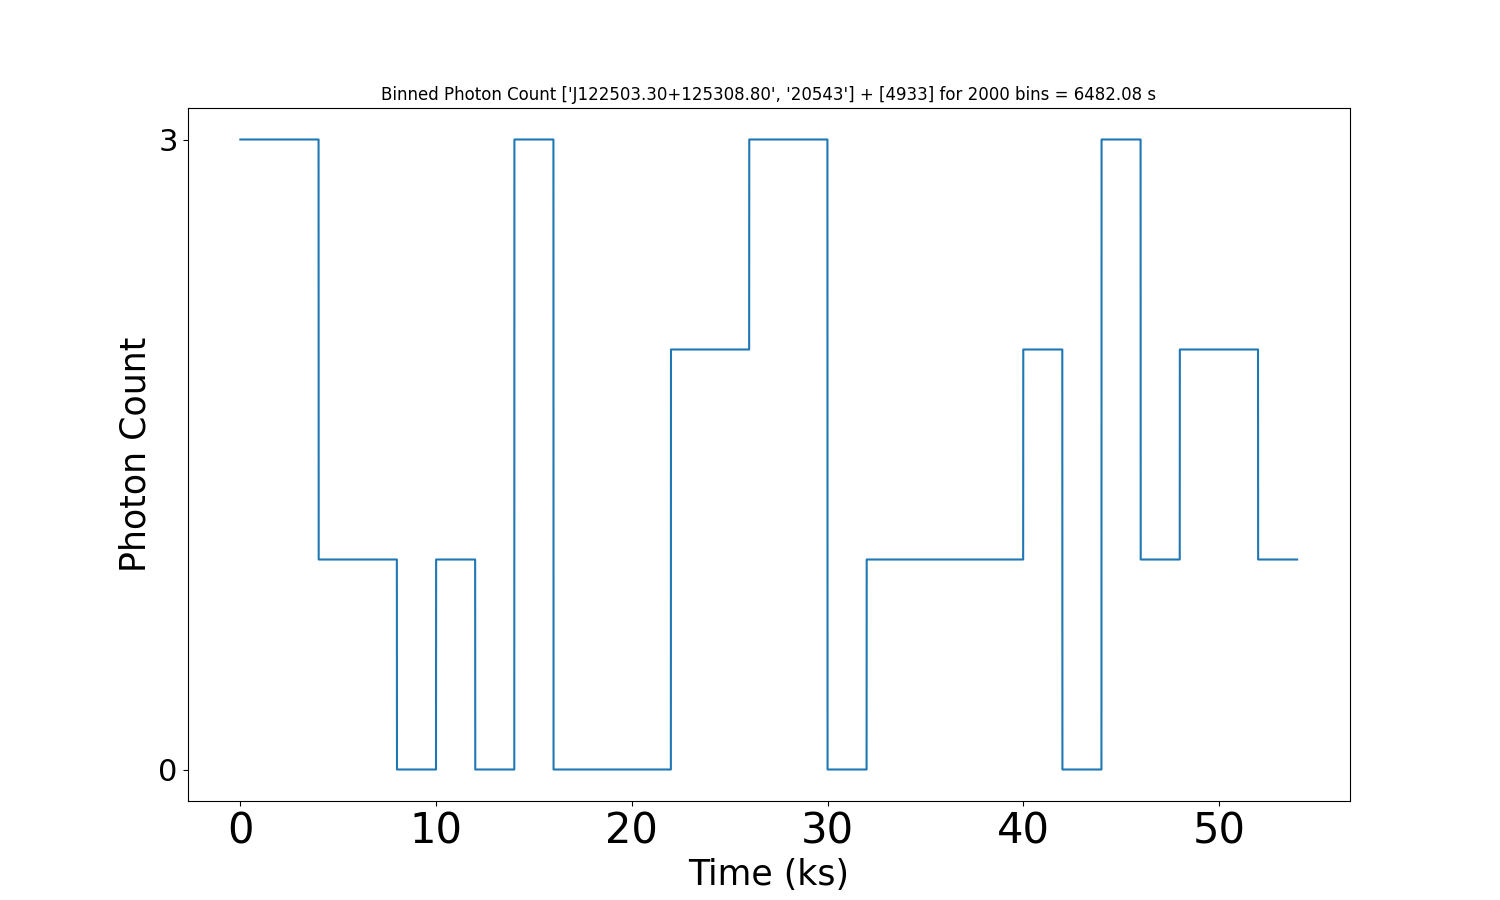 Binned Photon Count ['J122503.30+125308.80', '20543'] + [4933] for 2000 bins = 6482.08 s
3
Photon Count
0
0 10 20 30 40 50
Time (ks)